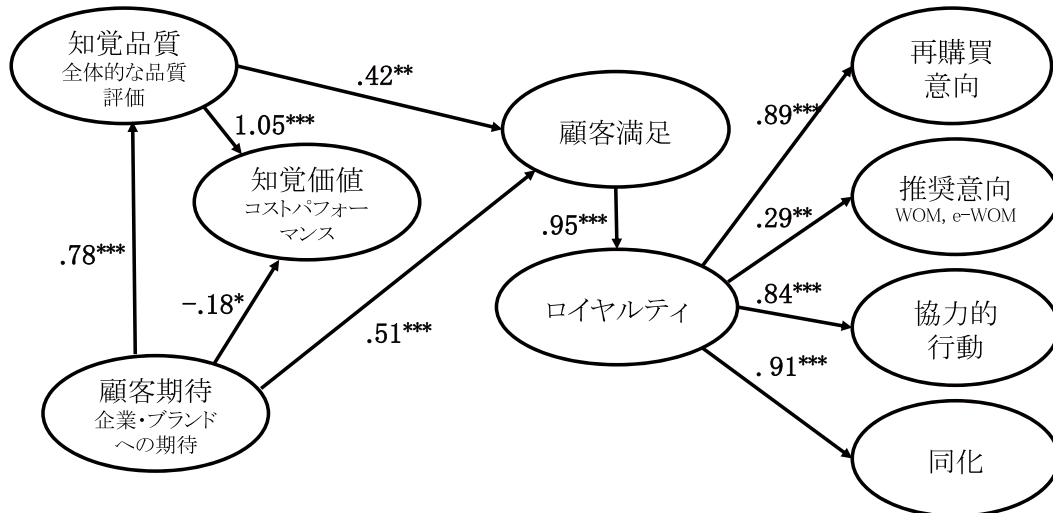 知覚品質
全体的な品質
評価
.42**
1.05***
知覚価値
コストパフォー
マンス
.78***
-.18*
顧客期待
企業・ブランド
への期待
.51***
顧客満足
.95***
ロイヤルティ
.89***
再購買
意向
.29**
推奨意向
WOM, e-WOM
.84***
協力的
行動
.91***
同化